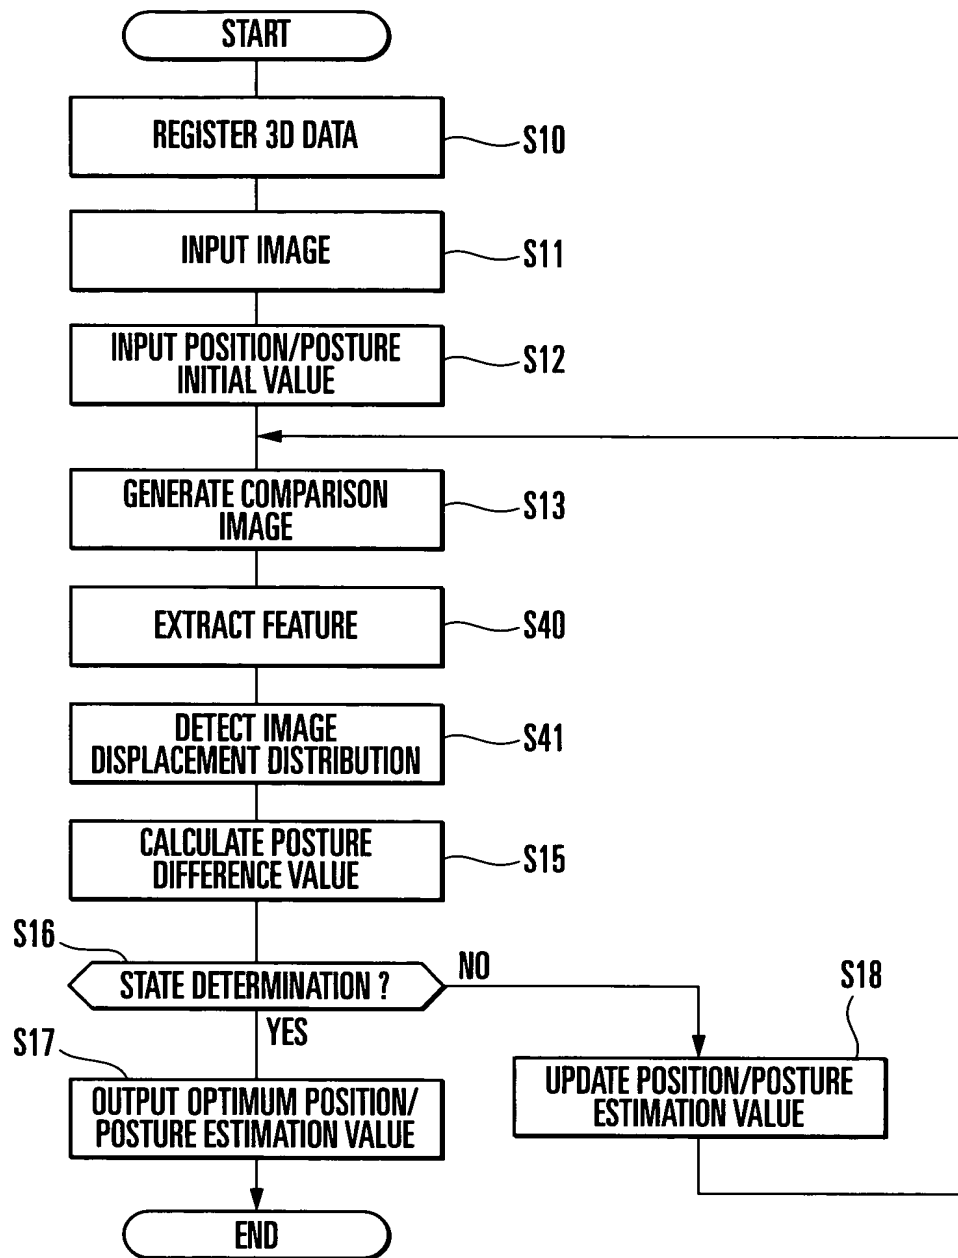 START
REGISTER 3D DATA
S10
INPUT IMAGE
S11
INPUT POSITION/POSTURE
INITIAL VALUE
S12
GENERATE COMPARISON
IMAGE
S13
EXTRACT FEATURE
S40
DETECT IMAGE
DISPLACEMENT DISTRIBUTION
S41
CALCULATE POSTURE
DIFFERENCE VALUE
S15
S16
STATE DETERMINATION ?
NO
YES
S18
UPDATE POSITION/POSTURE
ESTIMATION VALUE
S17
OUTPUT OPTIMUM POSITION/
POSTURE ESTIMATION VALUE
END